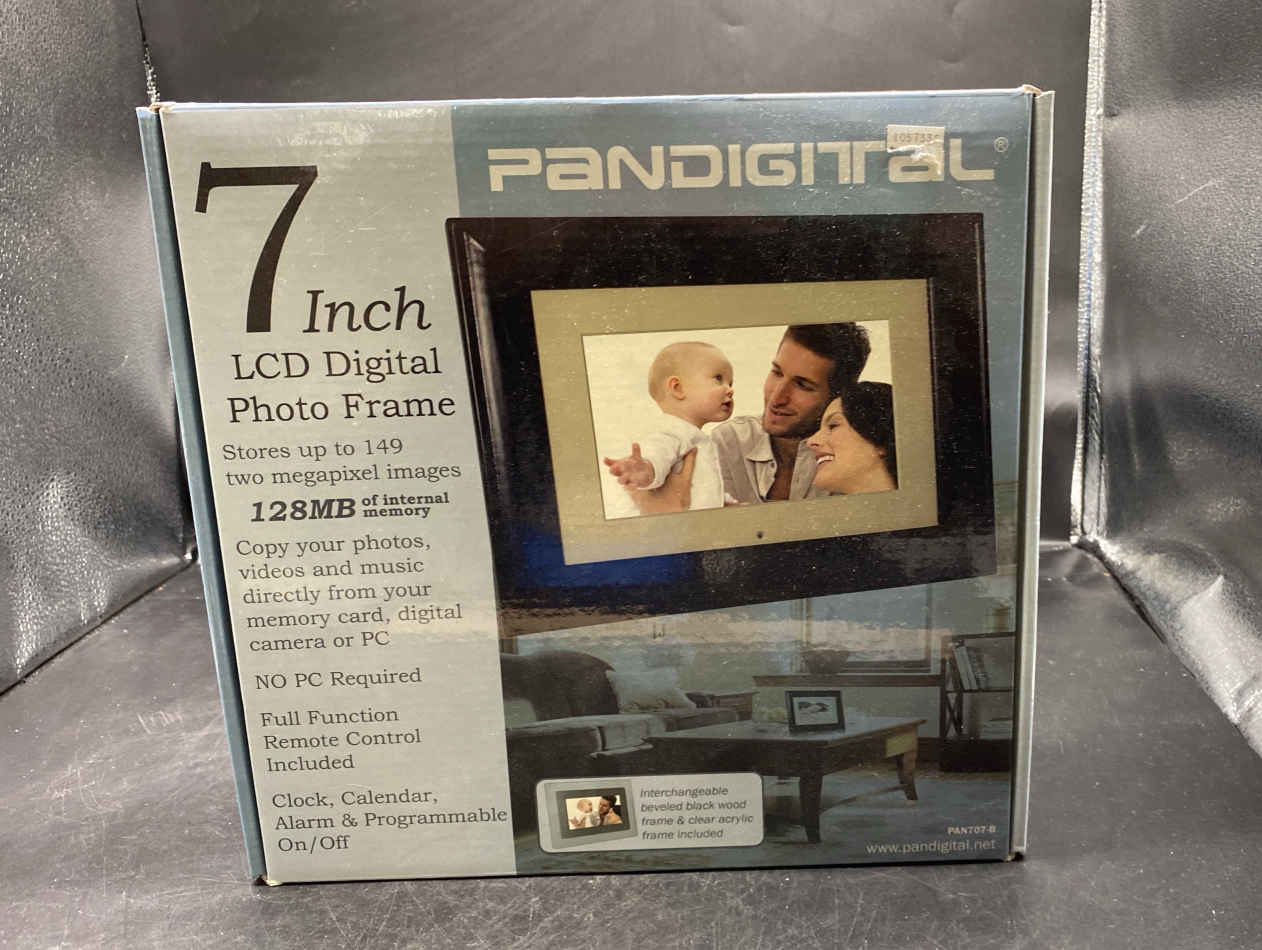 7 Inch
LCD Digital
Photo Frame
Stores up to 149
two megapixel images
128MB of internal memory
Copy your photos,
videos and music
directly from your
memory card, digital
camera or PC
NO PC Required
Full Function
Remote Control
Included
Clock, Calendar,
Alarm & Programmable
On/Off
PANDIGITAL®
interchangeable
beveled black wood
frame & clear acrylic
frame included
PAN707-B
www.pandigital.net